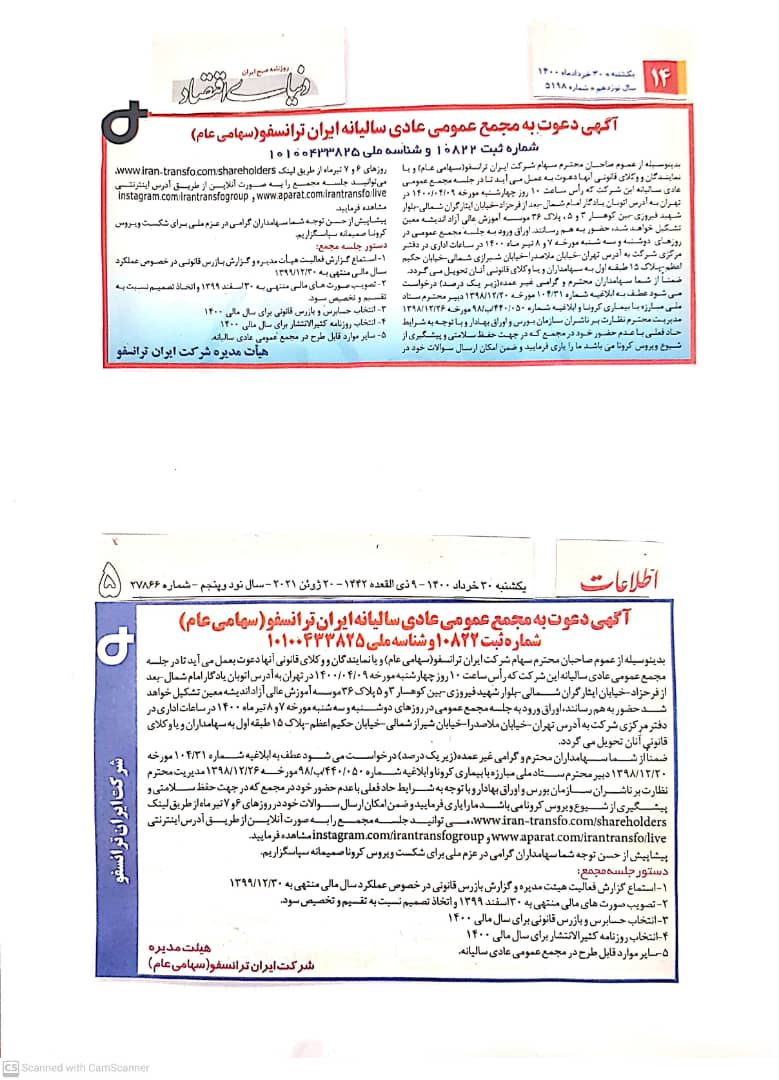 روزنامه صبح ایران
دنیای اقتصاد
۱۴
یکشنبه ۳۰ خرداد ماه ۱۴۰۰
سال نوزدهم شماره ۵۱۹۸
آگهی دعوت به مجمع عمومی عادی سالیانه ایران ترانسفو(سهامی عام)
شماره ثبت ۱۰۸۲۲ و شناسه ملی ۱۰۱۰۰۴۳۳۸۲۵
بدینوسیله از عموم صاحبان محترم سهام شرکت ایران ترانسفو(سهامی عام) و یا
نمایندگان و وکلای قانونی آنها دعوت به عمل می آید تا در جلسه مجمع عمومی
عادی سالیانه این شرکت که رأس ساعت ۱۰ روز چهارشنبه مورخه ۱۴۰۰/۰۴/۰۹ در
تهران به آدرس اتوبان یادگار امام شمال-بعد از فرحزاد-خیابان ایثارگران شمالی-بلوار
شهید فیروزی-بین کوهسار ۳ و ۵، پلاک ۳۶ موسسه آموزش عالی آزاد اندیشه معین
تشکیل خواهد شد، حضور به هم رسانند. اوراق ورود به جلسه مجمع عمومی در
روزهای دوشنبه و سه شنبه مورخه ۷ و ۸ تیر ماه ۱۴۰۰ در ساعات اداری در دفتر
مرکزی شرکت به آدرس تهران-خیابان ملاصدرا-خیابان شیرازی شمالی-خیابان حکیم
اعظم-پلاک ۱۵ طبقه اول به سهامداران و یا وکلای قانونی آنان تحویل می گردد.
ضمناً از شما سهامداران محترم و گرامی غیر عمده(زیر یک درصد) درخواست
می شود عطف به ابلاغیه شماره ۱۰۴/۳۱ مورخه ۱۳۹۸/۱۲/۲۰ دبیر محترم ستاد
ملی مبارزه با بیماری کرونا و ابلاغیه شماره ۴۴۰/۰۵۰/ب/۹۸ مورخه ۱۳۹۸/۱۲/۲۶
مدیریت محترم نظارت بر ناشران سازمان بورس و اوراق بهادار و با توجه به شرایط
حاد فعلی با عدم حضور خود در مجمع که در جهت حفظ سلامتی و پیشگیری از
شیوع ویروس کرونا می باشد ما را یاری فرمایید و ضمن امکان ارسال سوالات خود در
روزهای ۶ و ۷ تیرماه از طریق لینک www.iran-transfo.com/shareholders،
می‌توانید جلسه مجمع را به صورت آنلاین از طریق آدرس اینترنتی
www.aparat.com/irantransfo/live و instagram.com/irantransfogroup
مشاهده فرمایید.
پیشاپیش از حسن توجه شما سهامداران گرامی در عزم ملی برای شکست ویروس
کرونا صمیمانه سپاسگزاریم.
دستور جلسه مجمع:
۱-استماع گزارش فعالیت هیأت مدیره و گزارش بازرس قانونی در خصوص عملکرد
سال مالی منتهی به ۱۳۹۹/۱۲/۳۰
۲-تصویب صورت های مالی منتهی به ۳۰ اسفند ۱۳۹۹ و اتخاذ تصمیم نسبت به
تقسیم و تخصیص سود.
۳- انتخاب حسابرس و بازرس قانونی برای سال مالی ۱۴۰۰
۴- انتخاب روزنامه کثیرالانتشار برای سال مالی ۱۴۰۰
۵- سایر موارد قابل طرح در مجمع عمومی عادی سالیانه.
هیأت مدیره شرکت ایران ترانسفو
اطلاعات
یکشنبه ۳۰ خرداد ۱۴۰۰ - ۹ ذی القعده ۱۴۴۲ - ۲۰ ژوئن ۲۰۲۱ - سال نود و پنجم - شماره ۲۷۸۶۶
۵
آگهی دعوت به مجمع عمومی عادی سالیانه ایران ترانسفو (سهامی عام)
شماره ثبت ۱۰۸۲۲ و شناسه ملی ۱۰۱۰۰۴۳۳۸۲۵
بدینوسیله از عموم صاحبان محترم سهام شرکت ایران ترانسفو(سهامی عام) و یا نمایندگان و وکلای قانونی آنها دعوت بعمل می آید تا در جلسه
مجمع عمومی عادی سالیانه این شرکت که رأس ساعت ۱۰ روز چهارشنبه مورخه ۱۴۰۰/۰۴/۰۹ در تهران به آدرس اتوبان یادگار امام شمال-بعد
از فرحزاد-خیابان ایثارگران شمالی-بلوار شهید فیروزی-بین کوهسار ۳ و ۵ پلاک ۳۶ موسسه آموزش عالی آزاد اندیشه معین تشکیل خواهد
شد حضور به هم رسانند، اوراق ورود به جلسه مجمع عمومی در روزهای دوشنبه و سه شنبه مورخه ۷ و ۸ تیر ماه ۱۴۰۰ در ساعات اداری در
دفتر مرکزی شرکت به آدرس تهران-خیابان ملاصدرا-خیابان شیراز شمالی-خیابان حکیم اعظم-پلاک ۱۵ طبقه اول به سهامداران و یا وکلای
قانونی آنان تحویل می گردد.
ضمناً از شما سهامداران محترم و گرامی غیر عمده(زیر یک درصد) درخواست می شود عطف به ابلاغیه شماره ۱۰۴/۳۱ مورخه
۱۳۹۸/۱۲/۲۰ دبیر محترم ستاد ملی مبارزه با بیماری کرونا و ابلاغیه شماره ۴۴۰/۰۵۰/ب/۹۸ مورخه ۱۳۹۸/۱۲/۲۶ مدیریت محترم
نظارت بر ناشران سازمان بورس و اوراق بهادار و با توجه به شرایط حاد فعلی با عدم حضور خود در مجمع که در جهت حفظ سلامتی و
پیشگیری از شیوع ویروس کرونا می باشد ما را یاری فرمایید و ضمن امکان ارسال سوالات خود در روزهای ۶ و ۷ تیر ماه از طریق لینک
www.iran-transfo.com/shareholders، می توانید جلسه مجمع را به صورت آنلاین از طریق آدرس اینترنتی
www.aparat.com/irantransfo/live و instagram.com/irantransfogroup مشاهده فرمایید.
پیشاپیش از حسن توجه شما سهامداران گرامی در عزم ملی برای شکست ویروس کرونا صمیمانه سپاسگزاریم.
دستور جلسه مجمع:
۱-استماع گزارش فعالیت هیئت مدیره و گزارش بازرس قانونی در خصوص عملکرد سال مالی منتهی به ۱۳۹۹/۱۲/۳۰
۲-تصویب صورت های مالی منتهی به ۳۰ اسفند ۱۳۹۹ و اتخاذ تصمیم نسبت به تقسیم و تخصیص سود.
۳-انتخاب حسابرس و بازرس قانونی برای سال مالی ۱۴۰۰
۴-انتخاب روزنامه کثیرالانتشار برای سال مالی ۱۴۰۰
۵-سایر موارد قابل طرح در مجمع عمومی عادی سالیانه.
هیئت مدیره
شرکت ایران ترانسفو(سهامی عام)
شرکت ایران ترانسفو
CS Scanned with CamScanner